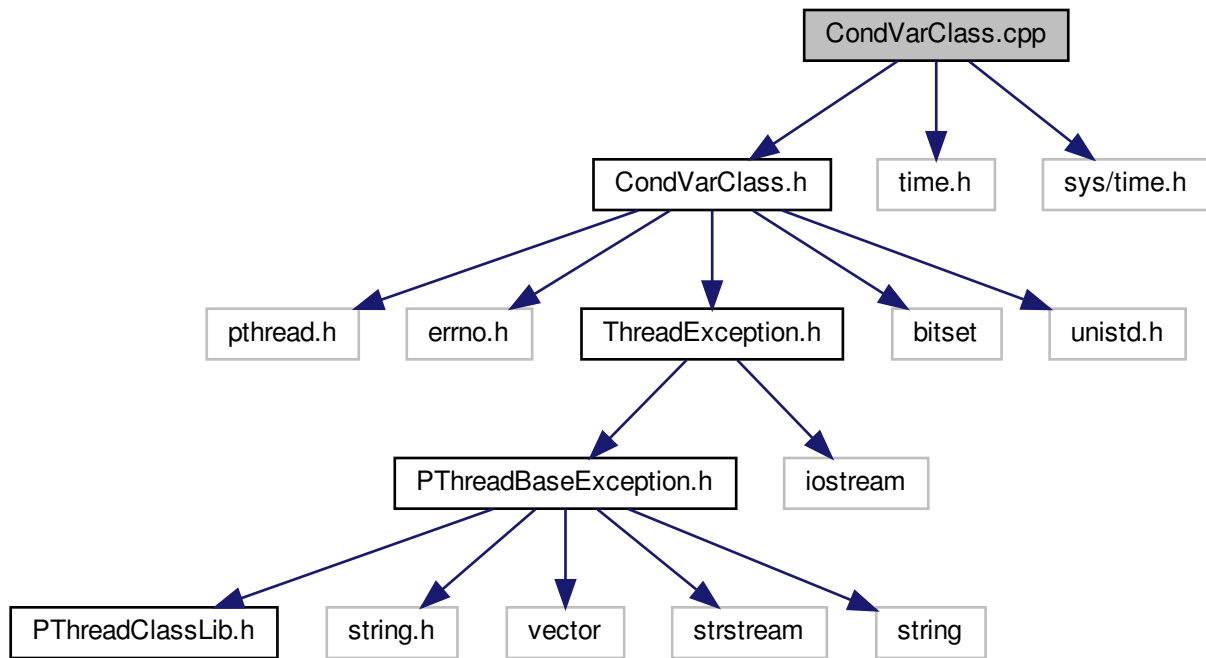 CondVarClass.cpp
CondVarClass.h
time.h
sys/time.h
pthread.h
errno.h
ThreadException.h
bitset
unistd.h
PThreadBaseException.h
iostream
PThreadClassLib.h
string.h
vector
strstream
string